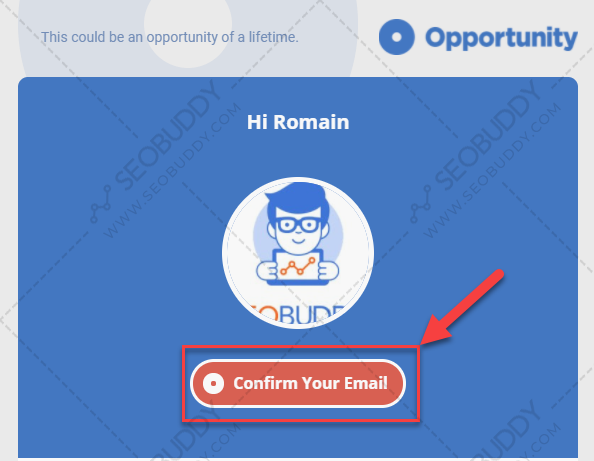 This could be an opportunity of a lifetime.
Opportunity
Hi Romain
SEOBUDDY
WWW.SEOBUDDY.COM
SEOBUDDY
WWW.SEOBUDDY.COM
Confirm Your Email